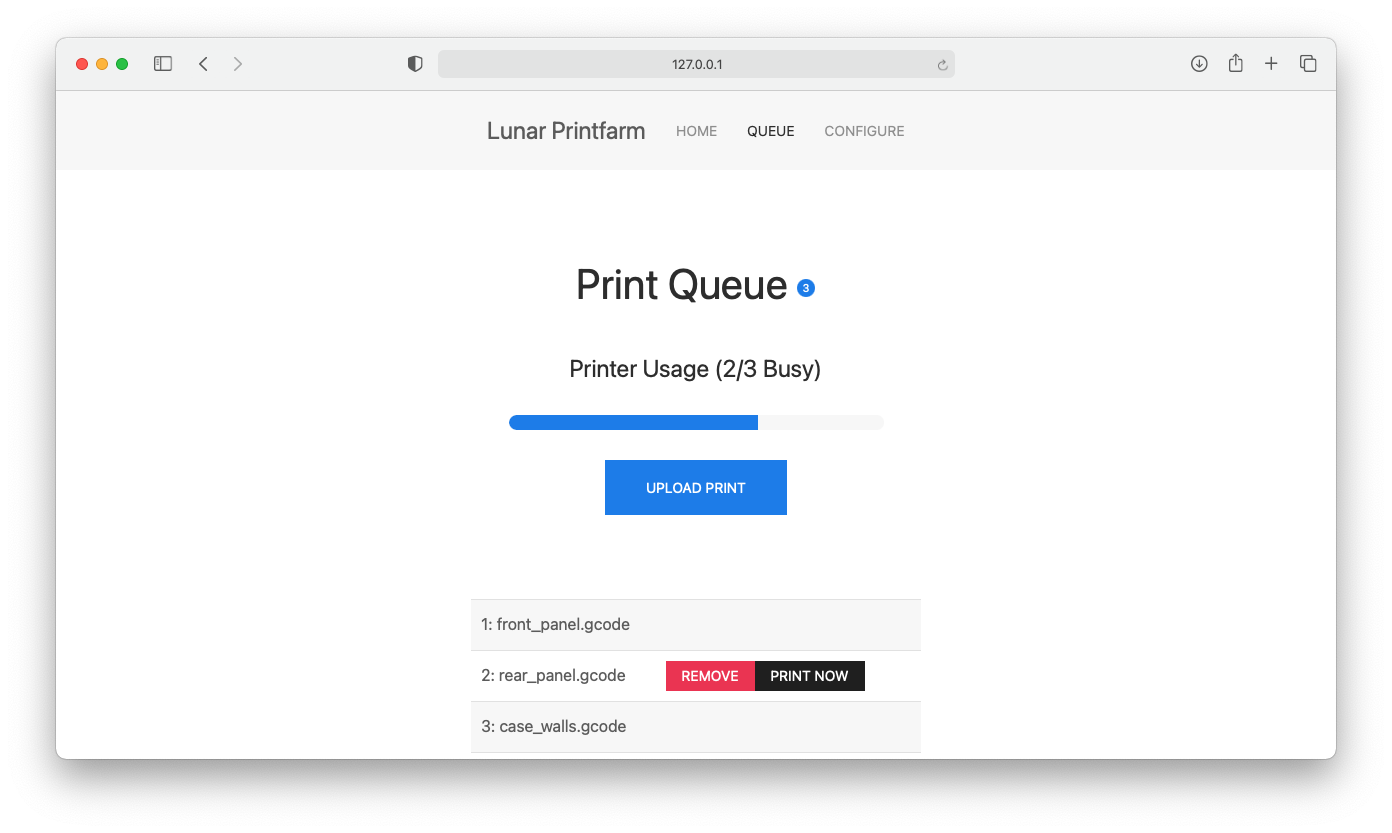 127.0.0.1
Lunar Printfarm HOME QUEUE CONFIGURE
Print Queue 3
Printer Usage (2/3 Busy)
UPLOAD PRINT
1: front_panel.gcode
2: rear_panel.gcode REMOVE PRINT NOW
3: case_walls.gcode